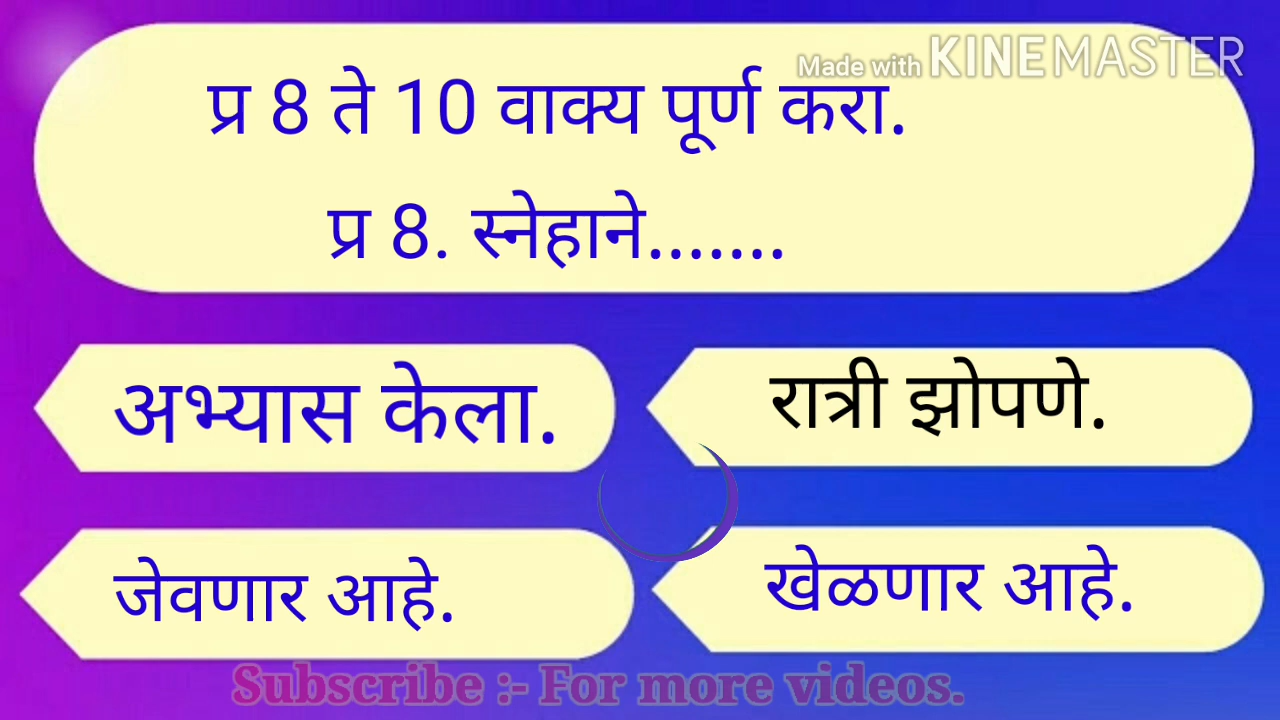 Made with KINEMASTER
प्र 8 ते 10 वाक्य पूर्ण करा.
प्र 8. स्नेहाने.......
अभ्यास केला.
रात्री झोपणे.
जेवणार आहे.
खेळणार आहे.
Subscribe :- For more videos.